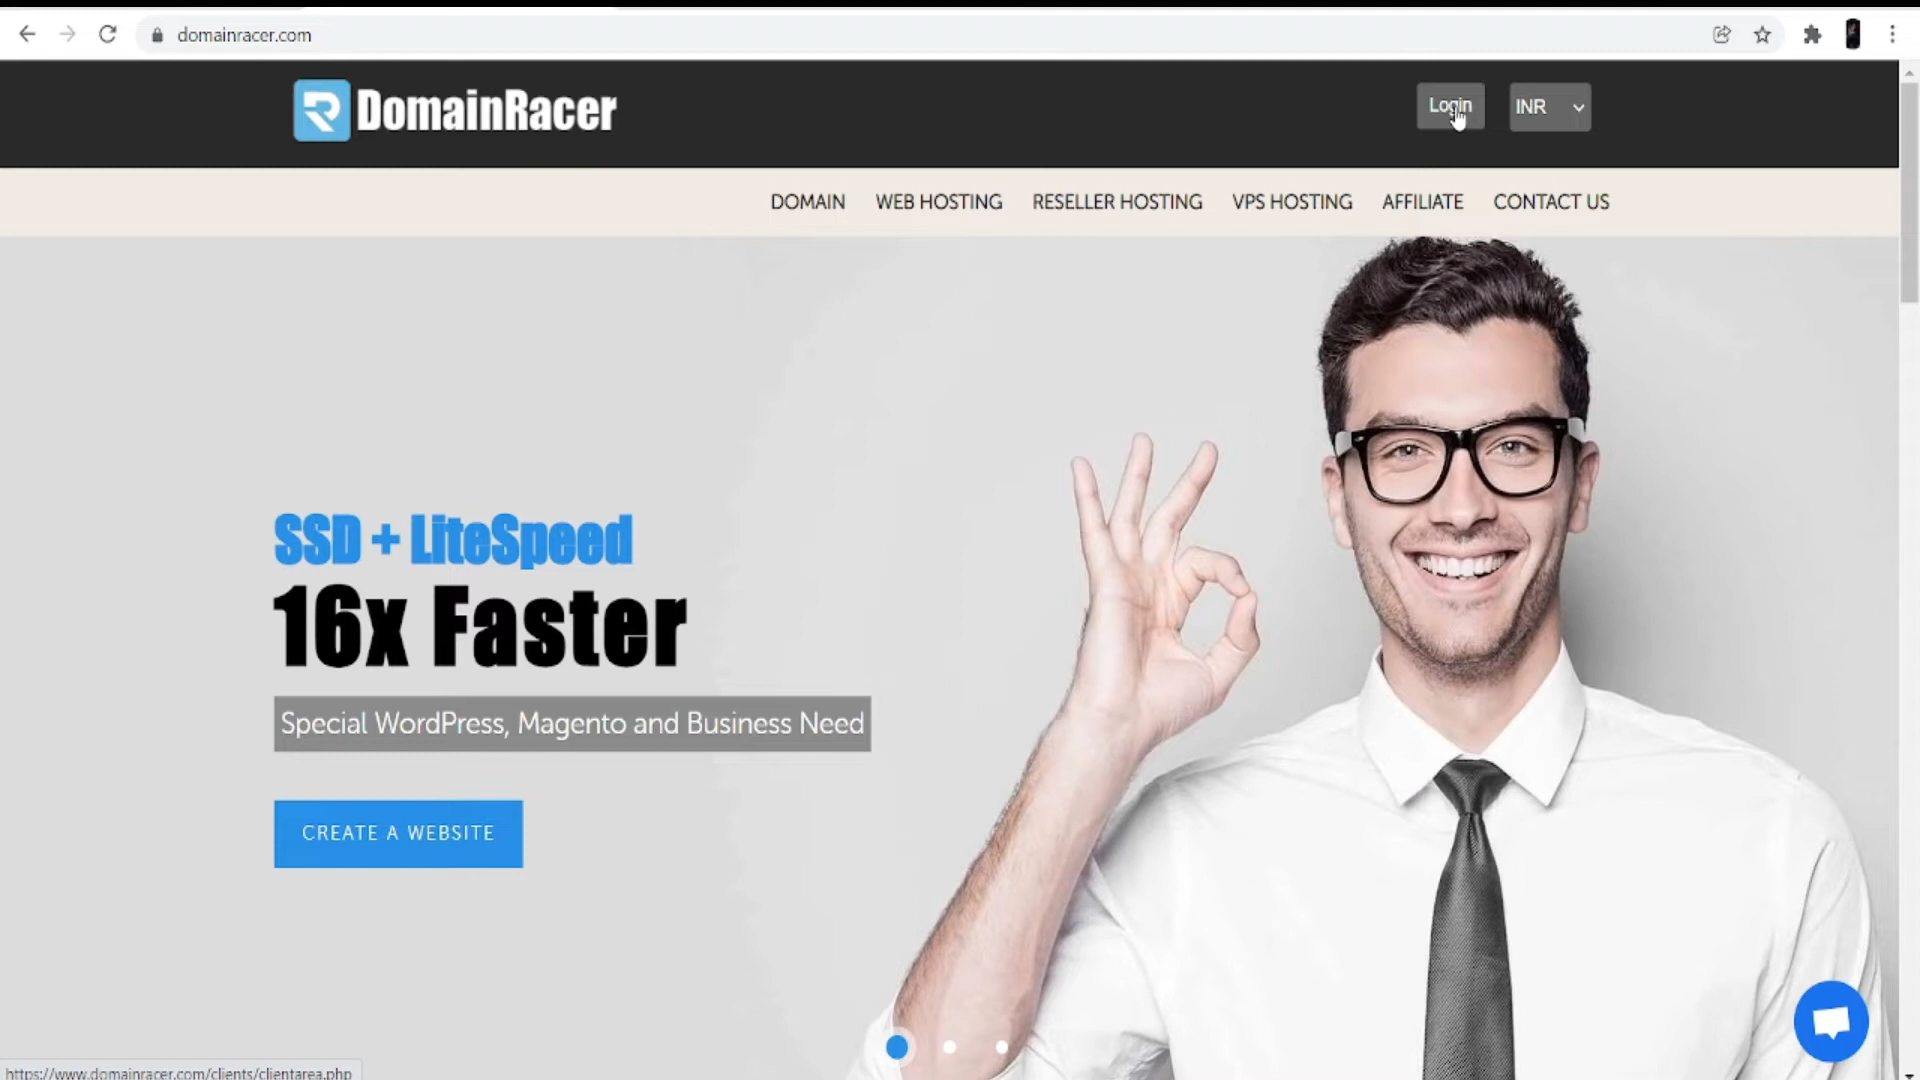 domainracer.com
DomainRacer
Login
INR
DOMAIN WEB HOSTING RESELLER HOSTING VPS HOSTING AFFILIATE CONTACT US
SSD + LiteSpeed
16x Faster
Special WordPress, Magento and Business Need
CREATE A WEBSITE
https://www.domainracer.com/clients/clientarea.php